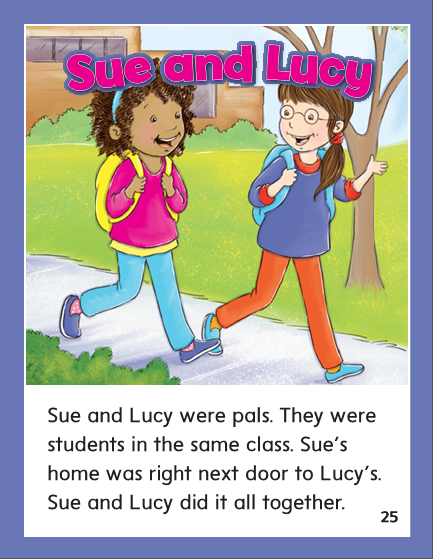 Sue and Lucy
Sue and Lucy were pals. They were
students in the same class. Sue's
home was right next door to Lucy's.
Sue and Lucy did it all together.
25